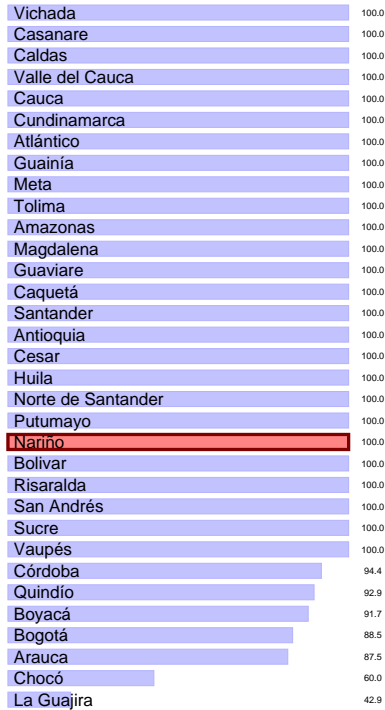 Vichada 100.0
Casanare 100.0
Caldas 100.0
Valle del Cauca 100.0
Cauca 100.0
Cundinamarca 100.0
Atlántico 100.0
Guainía 100.0
Meta 100.0
Tolima 100.0
Amazonas 100.0
Magdalena 100.0
Guaviare 100.0
Caquetá 100.0
Santander 100.0
Antioquia 100.0
Cesar 100.0
Huila 100.0
Norte de Santander 100.0
Putumayo 100.0
Nariño 100.0
Bolivar 100.0
Risaralda 100.0
San Andrés 100.0
Sucre 100.0
Vaupés 100.0
Córdoba 94.4
Quindío 92.9
Boyacá 91.7
Bogotá 88.5
Arauca 87.5
Chocó 60.0
La Guajira 42.9